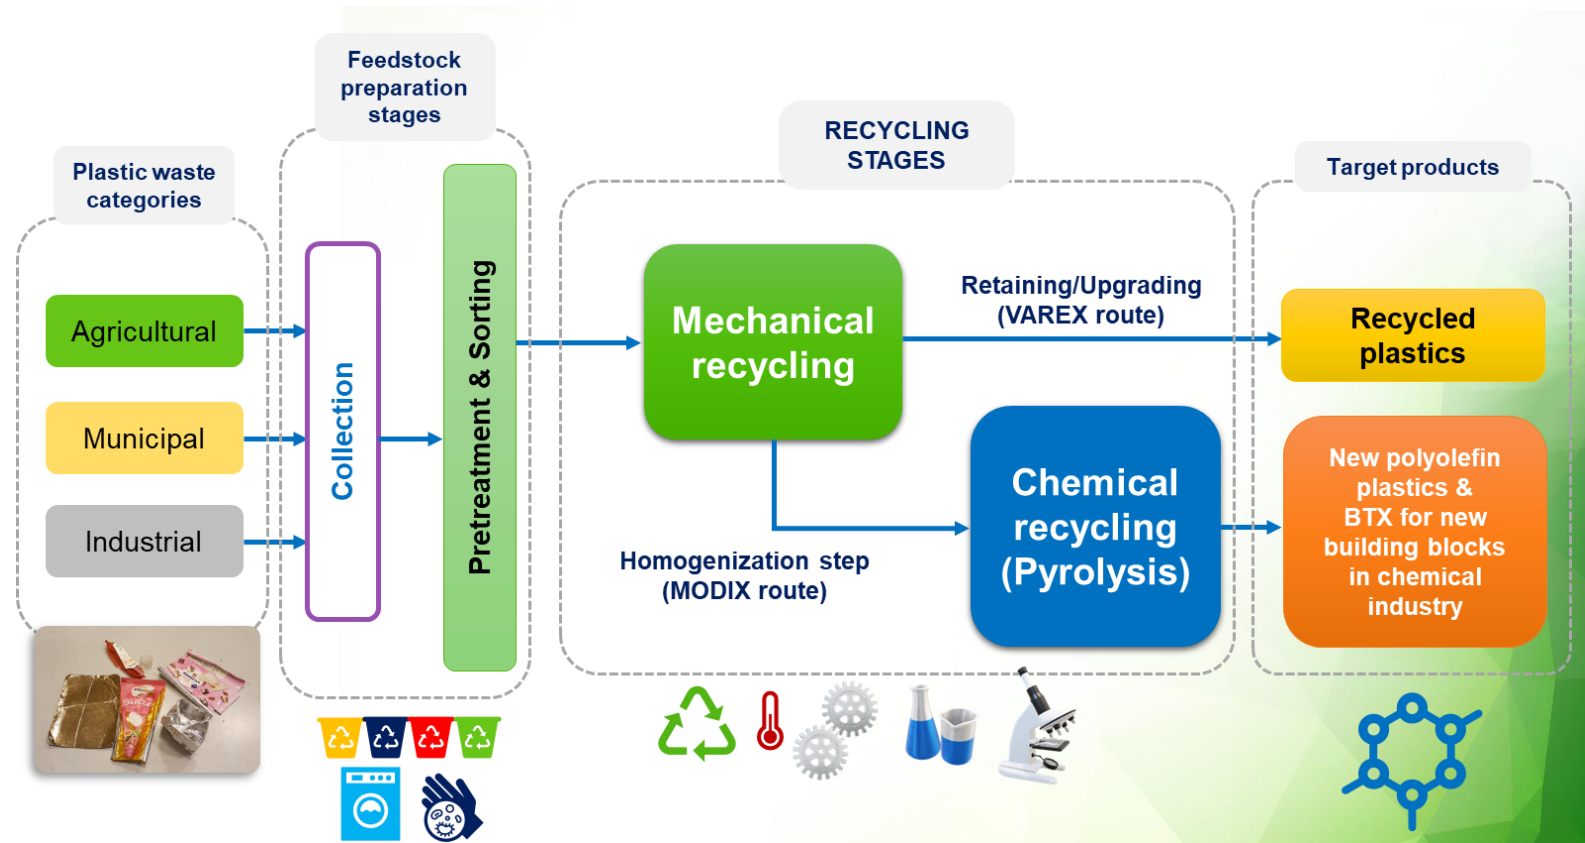 Plastic waste
categories
Agricultural
Municipal
Industrial
Feedstock
preparation
stages
Collection
Pretreatment & Sorting
RECYCLING
STAGES
Mechanical
recycling
Retaining/Upgrading
(VAREX route)
Homogenization step
(MODIX route)
Chemical
recycling
(Pyrolysis)
Target products
Recycled
plastics
New polyolefin
plastics &
BTX for new
building blocks
in chemical
industry